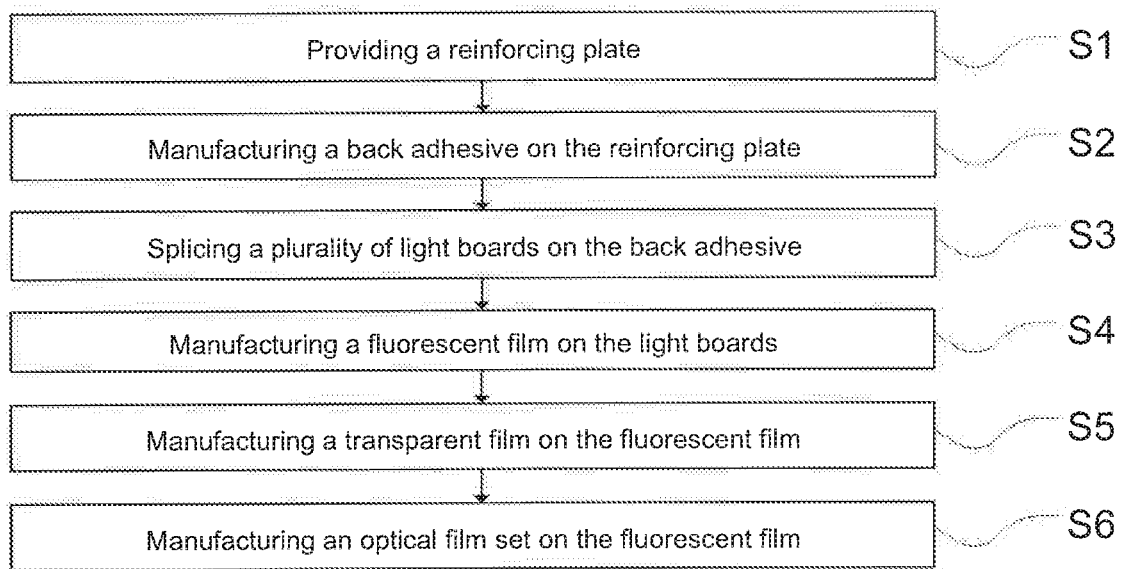 Providing a reinforcing plate S1
Manufacturing a back adhesive on the reinforcing plate S2
Splicing a plurality of light boards on the back adhesive S3
Manufacturing a fluorescent film on the light boards S4
Manufacturing a transparent film on the fluorescent film S5
Manufacturing an optical film set on the fluorescent film S6